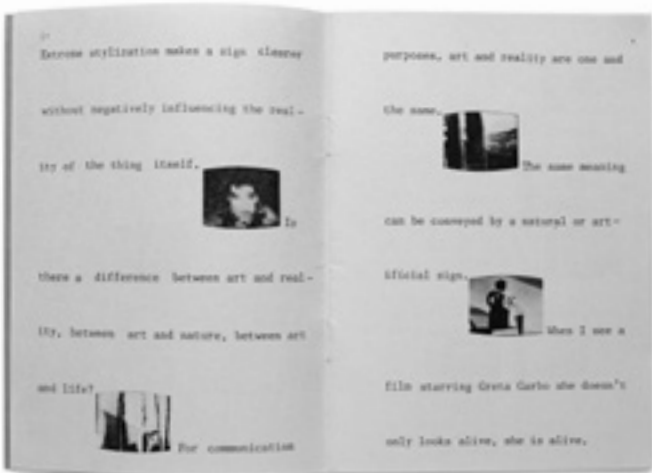 Extreme stylization makes a sign clearer
without negatively influencing the real-
ity of the thing itself.
Is
there a difference between art and real-
ity, between art and nature, between art
and life?
For communication
purposes, art and reality are one and
the same.
The same meaning
can be conveyed by a natural or art-
ificial sign.
When I see a
film starring Greta Garbo she doesn't
only looks alive, she is alive.